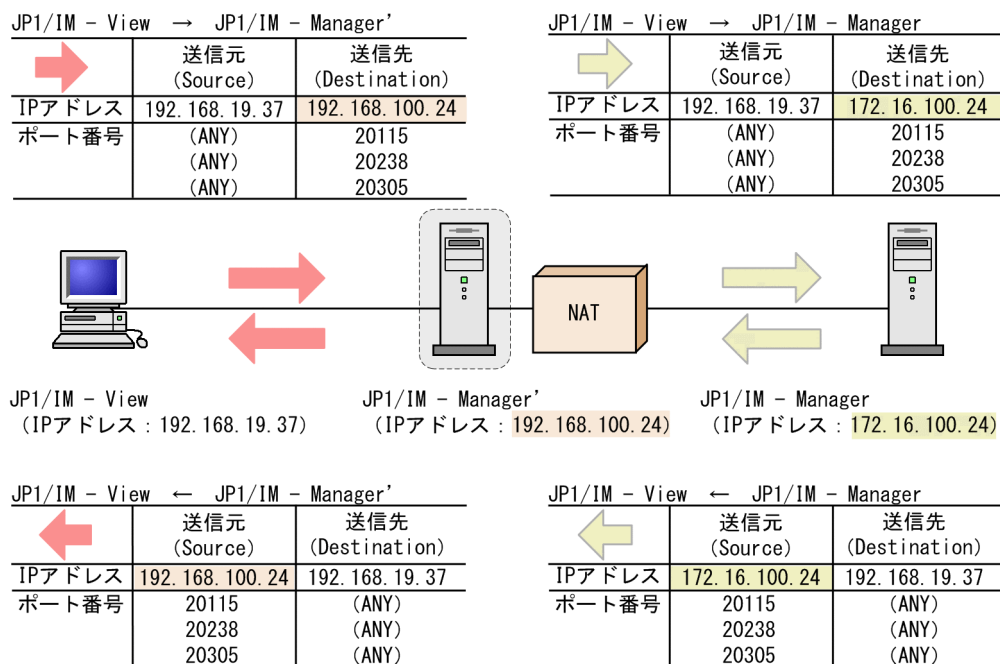 JP1/IM − View → JP1/IM − Manager’
送信元 送信先
(Source) (Destination)
IPアドレス 192.168.19.37 192.168.100.24
ポート番号 (ANY) 20115
(ANY) 20238
(ANY) 20305
JP1/IM − View → JP1/IM − Manager
送信元 送信先
(Source) (Destination)
IPアドレス 192.168.19.37 172.16.100.24
ポート番号 (ANY) 20115
(ANY) 20238
(ANY) 20305
NAT
JP1/IM − View
(IPアドレス：192.168.19.37)
JP1/IM − Manager’
(IPアドレス：192.168.100.24)
JP1/IM − Manager
(IPアドレス：172.16.100.24)
JP1/IM − View ← JP1/IM − Manager’
送信元 送信先
(Source) (Destination)
IPアドレス 192.168.100.24 192.168.19.37
ポート番号 20115 (ANY)
20238 (ANY)
20305 (ANY)
JP1/IM − View ← JP1/IM − Manager
送信元 送信先
(Source) (Destination)
IPアドレス 172.16.100.24 192.168.19.37
ポート番号 20115 (ANY)
20238 (ANY)
20305 (ANY)